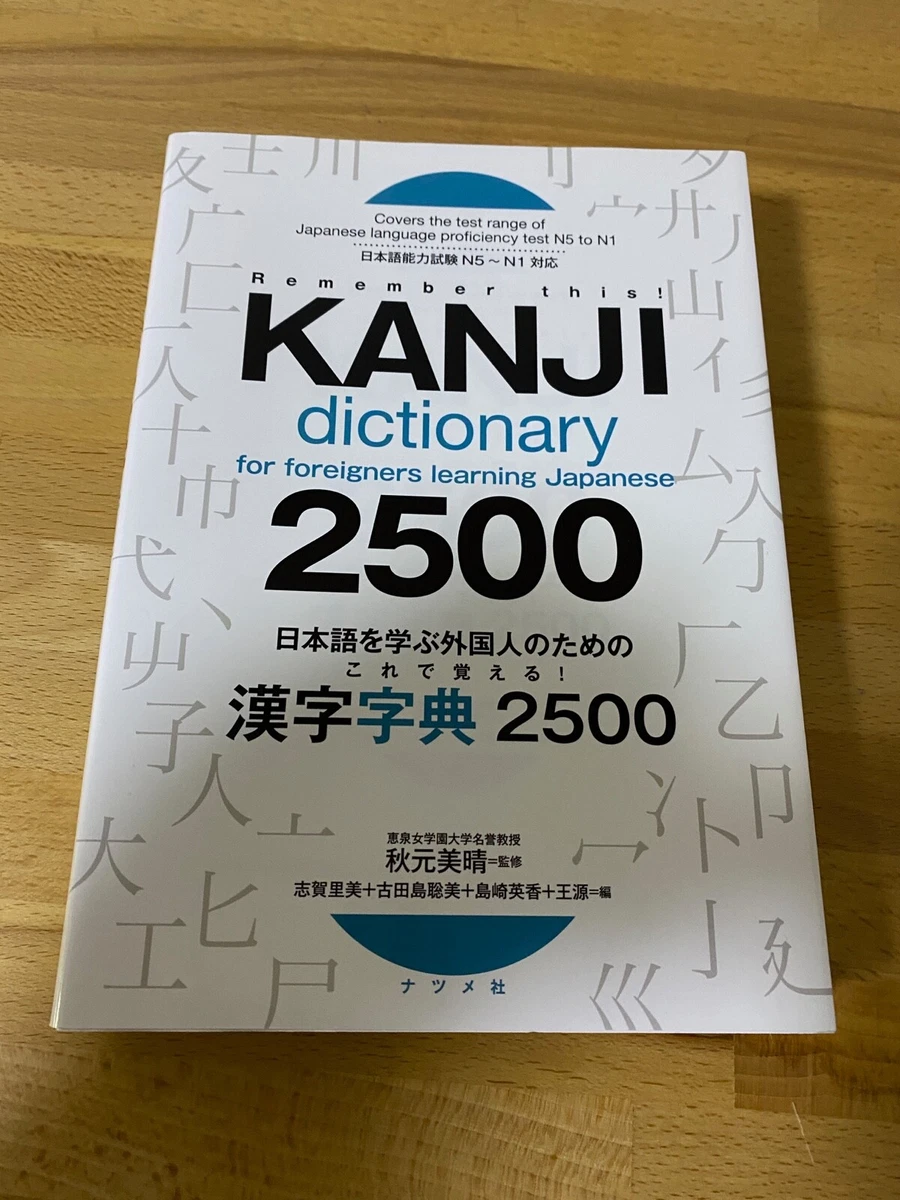 Covers the test range of
Japanese language proficiency test N5 to N1
日本語能力試験 N5～N1 対応
Remember this!
KANJI
dictionary
for foreigners learning Japanese
2500
日本語を学ぶ外国人のための
これで覚える！
漢字字典 2500
恵泉女学園大学名誉教授
秋元美晴=監修
志賀里美+古田島聡美+島崎英香+王源=編
ナツメ社